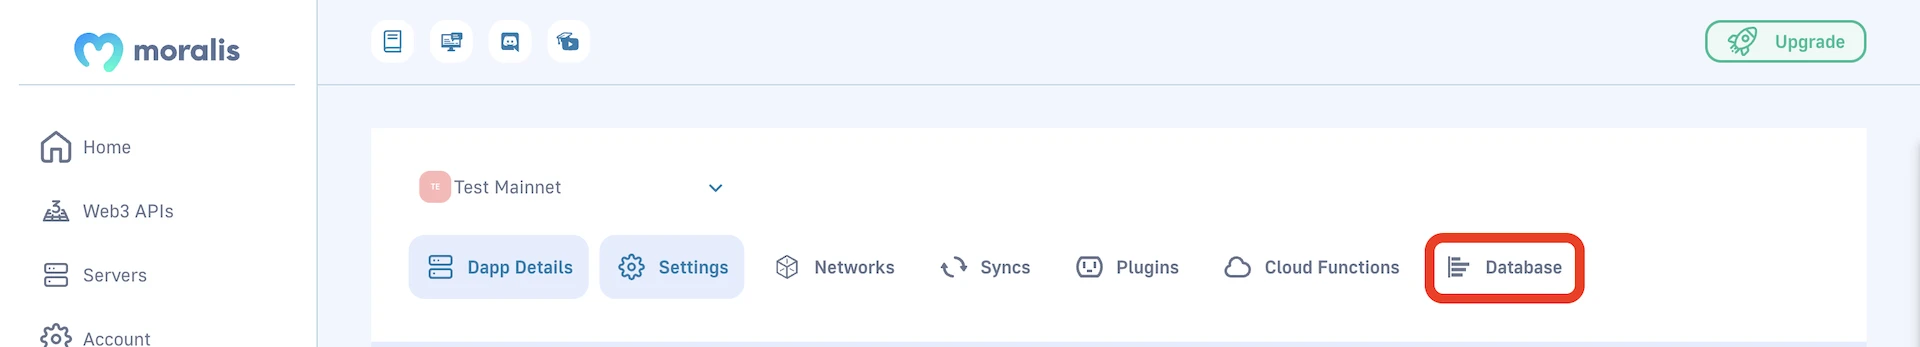 moralis
Upgrade
Home
Web3 APIs
Servers
Account
TE Test Mainnet
Dapp Details Settings Networks Syncs Plugins Cloud Functions Database